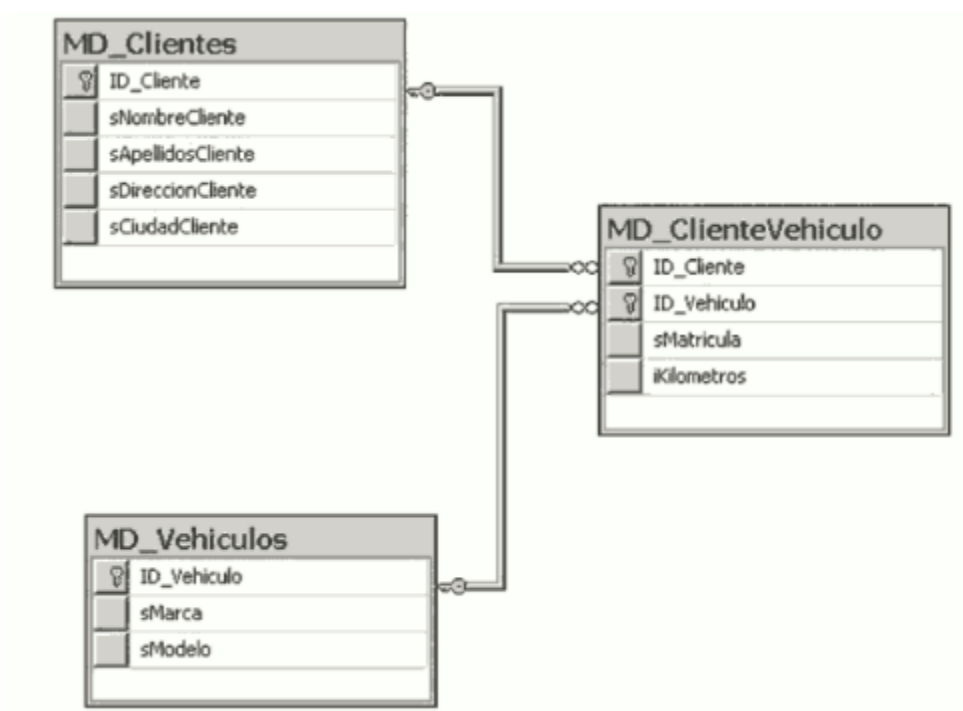 MD_Clientes
ID_Cliente
sNombreCliente
sApellidosCliente
sDireccionCliente
sCiudadCliente
MD_ClienteVehiculo
ID_Cliente
ID_Vehiculo
sMatricula
iKilometros
MD_Vehiculos
ID_Vehiculo
sMarca
sModelo